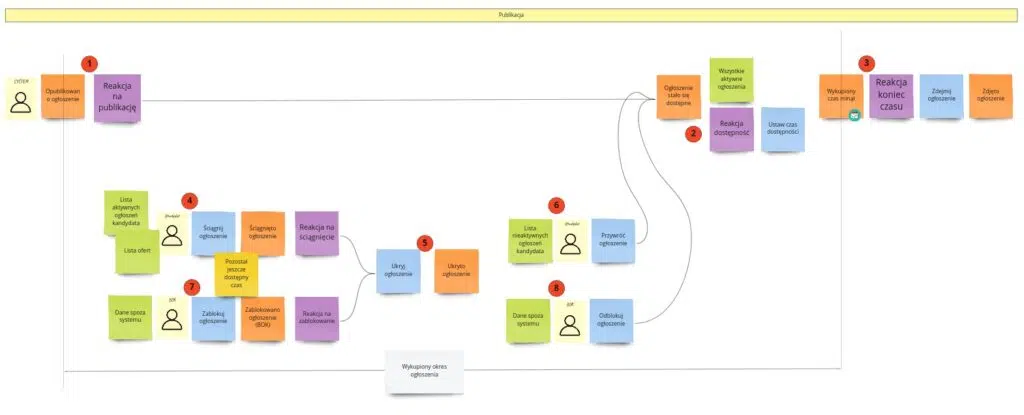 Publikacja
1
Opublikowan
o ogłoszenie
Reakcja
na
publikację
Ogłoszenie
stało się
dostępne
Wszystkie
aktywne
ogłoszenia
2
Reakcja
dostępność
Ustaw czas
dostępności
3
Wykupiony
czas minął
Reakcja
koniec
czasu
Zdejmij
ogłoszenie
Zdjęto
ogłoszenie
Lista
aktywnych
ogłoszeń
kandydata
Lista ofert
4
Ściągnij
ogłoszenie
Ściągnięto
ogłoszenie
Reakcja na
ściągnięcie
Pozostał
jeszcze
dostępny
czas
5
Ukryj
ogłoszenie
Ukryto
ogłoszenie
6
Lista
nieaktywnych
ogłoszeń
kandydata
Przywróć
ogłoszenie
7
Dane spoza
systemu
BOK
Zablokuj
ogłoszenie
Zablokowano
ogłoszenie
(BOK)
Reakcja na
zablokowanie
8
Dane spoza
systemu
BOK
Odblokuj
ogłoszenie
Wykupiony okres
ogłoszenia